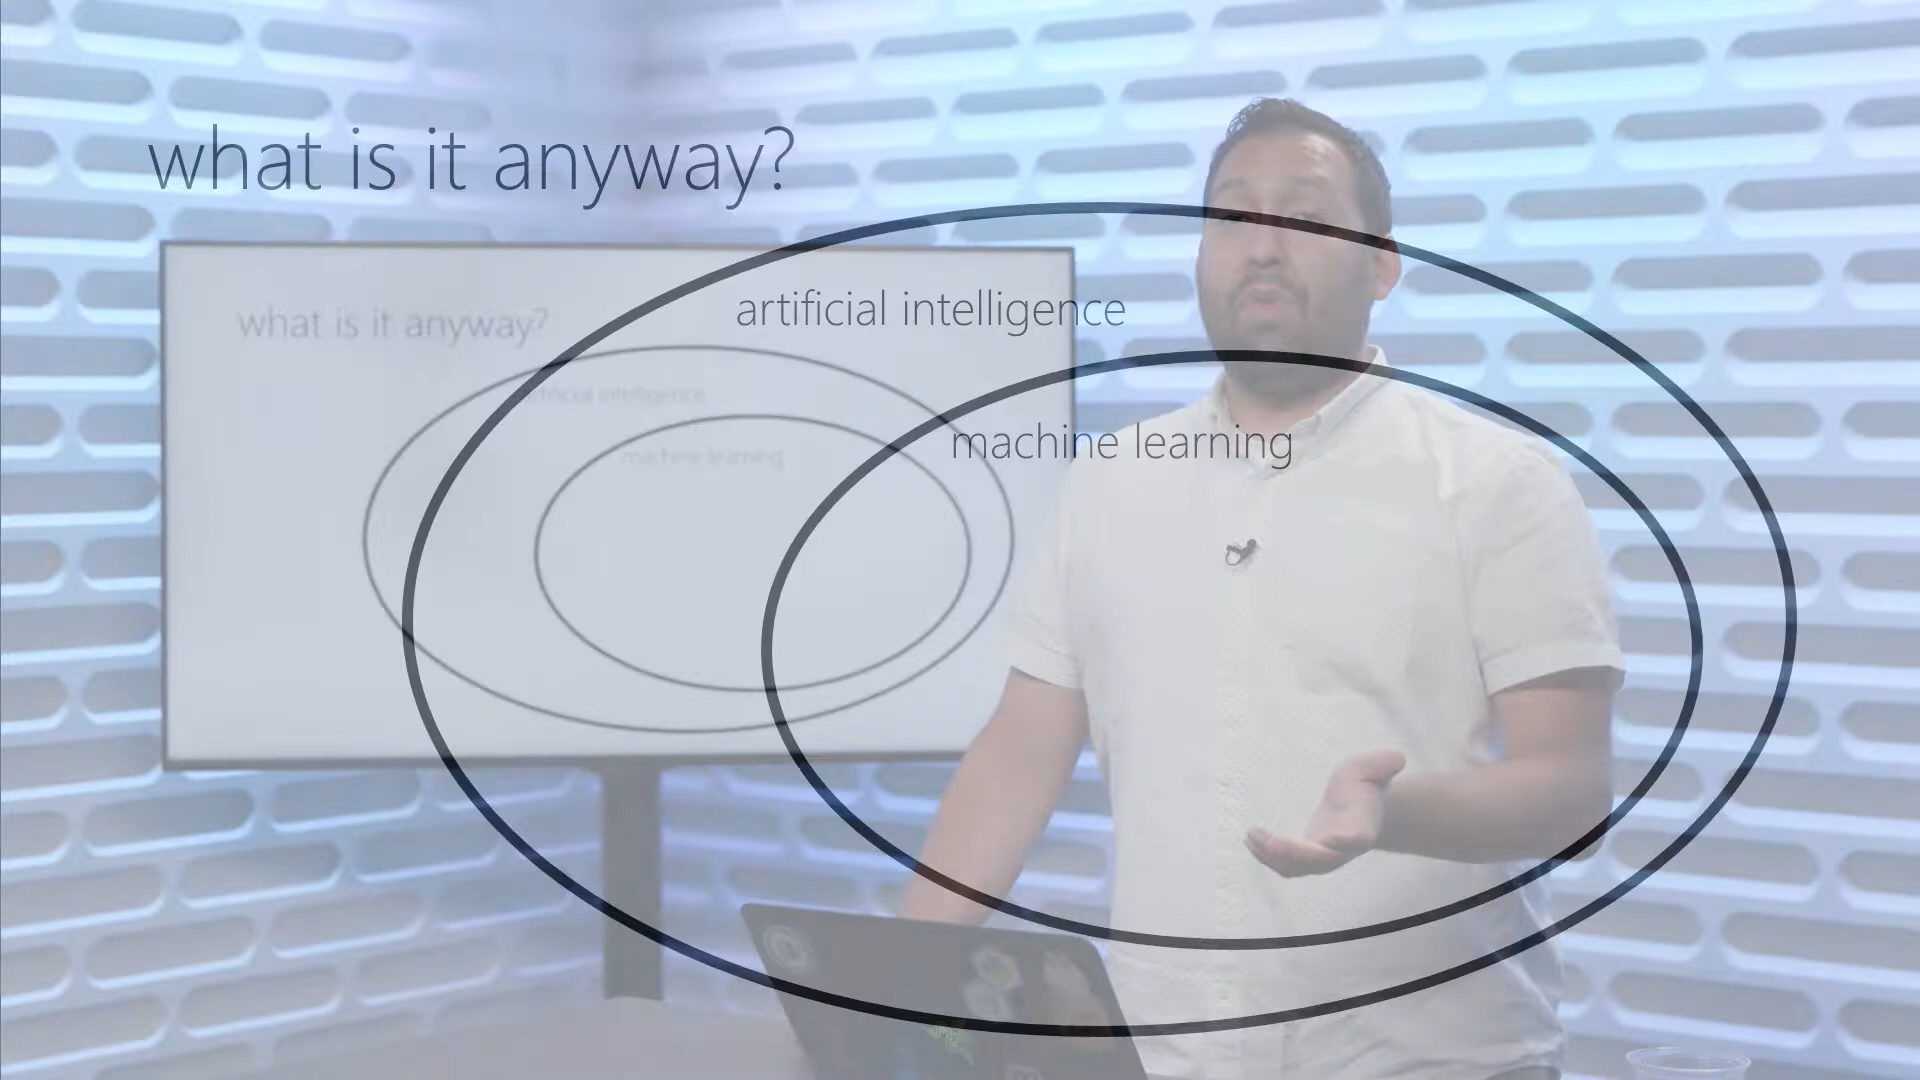 what is it anyway?
artificial intelligence
machine learning
what is it anyway?
artificial intelligence
machine learning